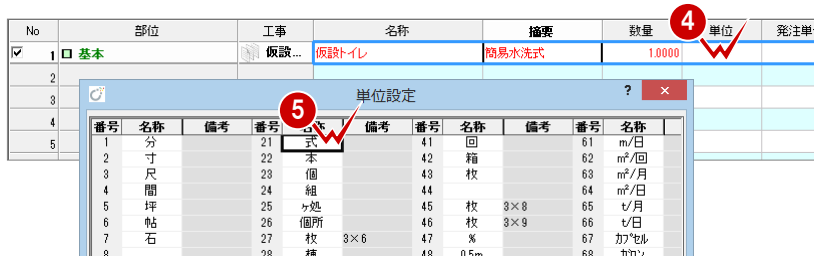 No 部位 工事 名称 摘要 数量 単位 発注単
4
1 基本 仮設... 仮設トイレ 簡易水洗式 1.0000
2
3
4
5
単位設定 ? ×
5
番号 名称 備考 番号 名称 備考 番号 名称 備考 番号 名称
1 分 21 式 41 回 61 m/日
2 寸 22 本 42 箱 62 m²/回
3 尺 23 個 43 枚 63 m²/月
4 間 24 組 44 64 m²/日
5 坪 25 ヶ処 45 枚 3×8 65 t/月
6 帖 26 個所 46 枚 3×9 66 t/日
7 石 27 枚 3×6 47 % 67 カプセル
8 28 棟 48 0.5m 68